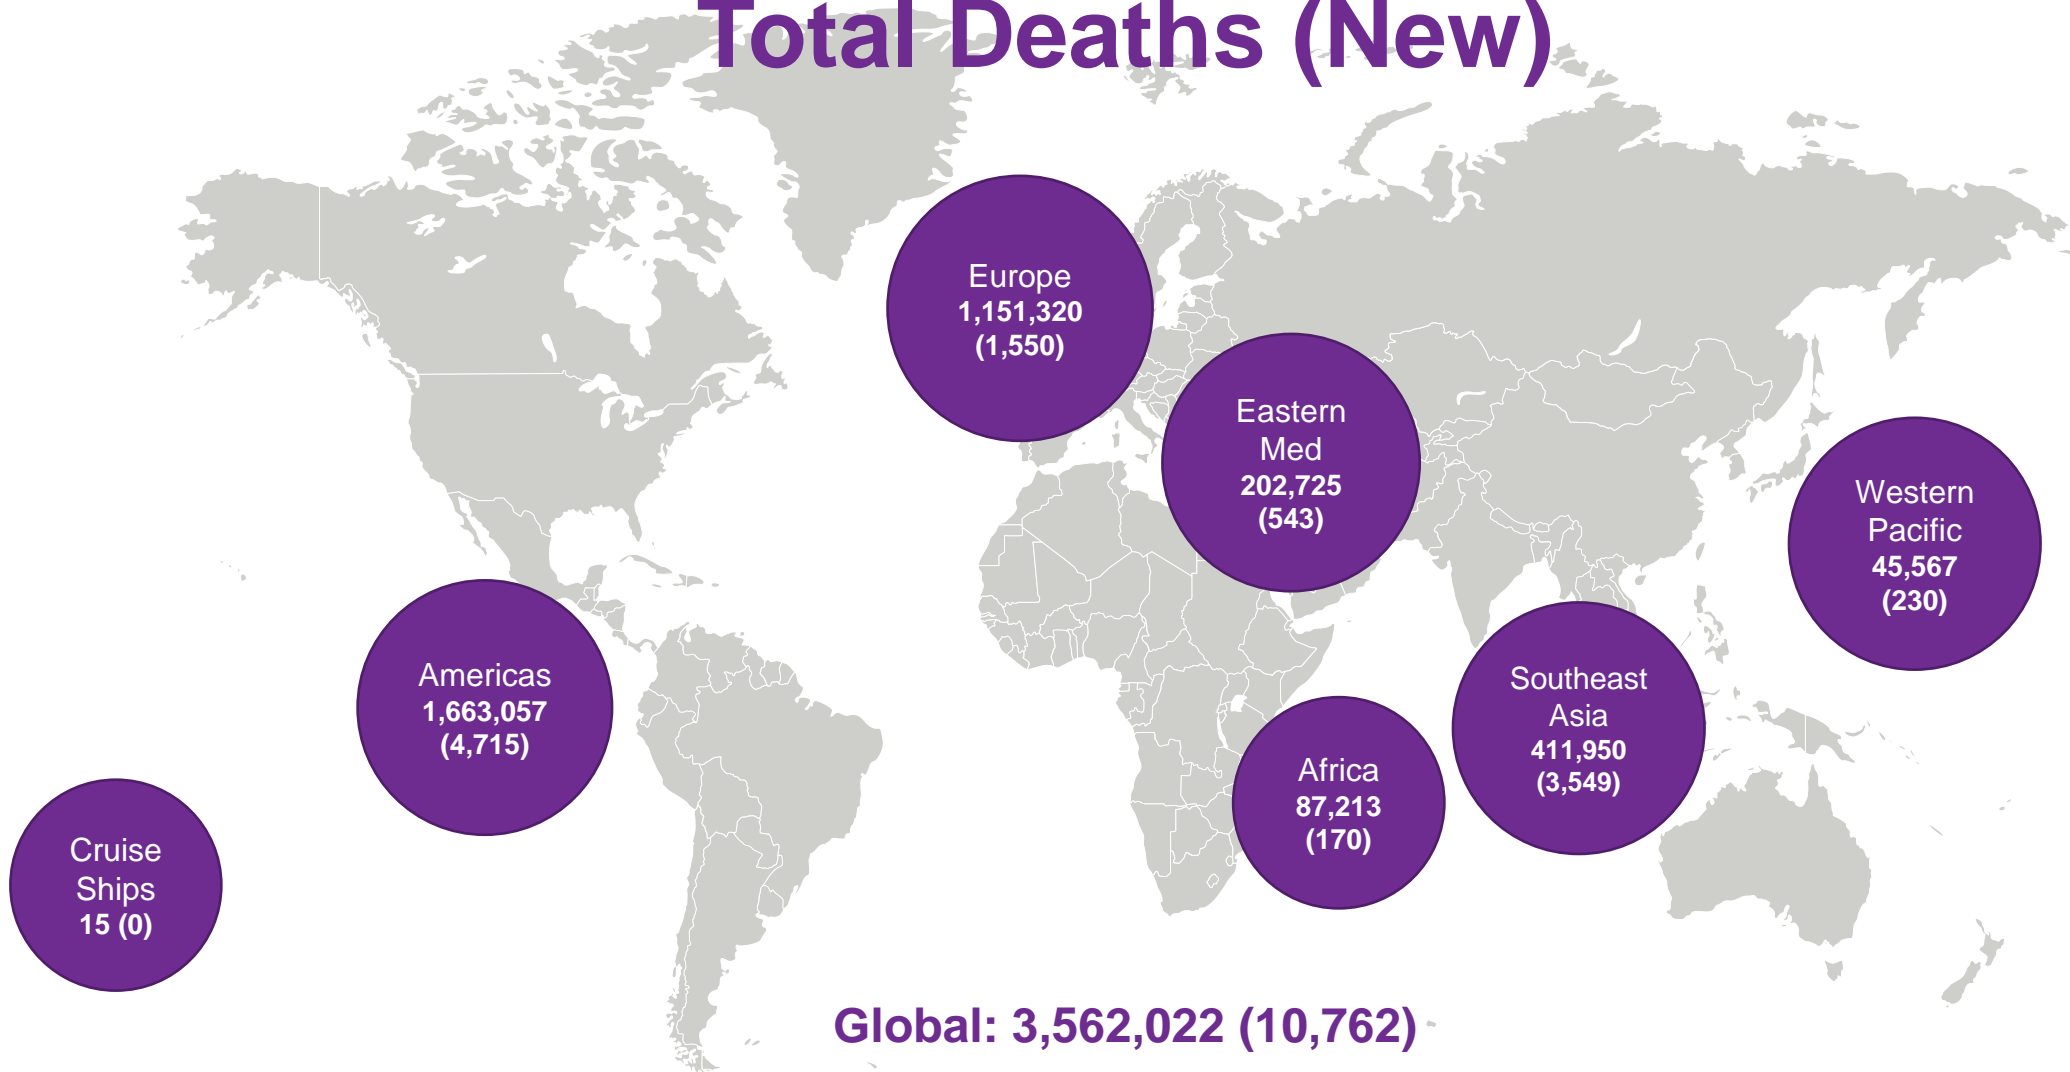 Total Deaths (New)
Europe
1,151,320
(1,550)
Eastern
Med
202,725
(543)
Western
Pacific
45,567
(230)
Americas
1,663,057
(4,715)
Southeast
Asia
411,950
(3,549)
Africa
87,213
(170)
Cruise
Ships
15 (0)
Global: 3,562,022 (10,762)